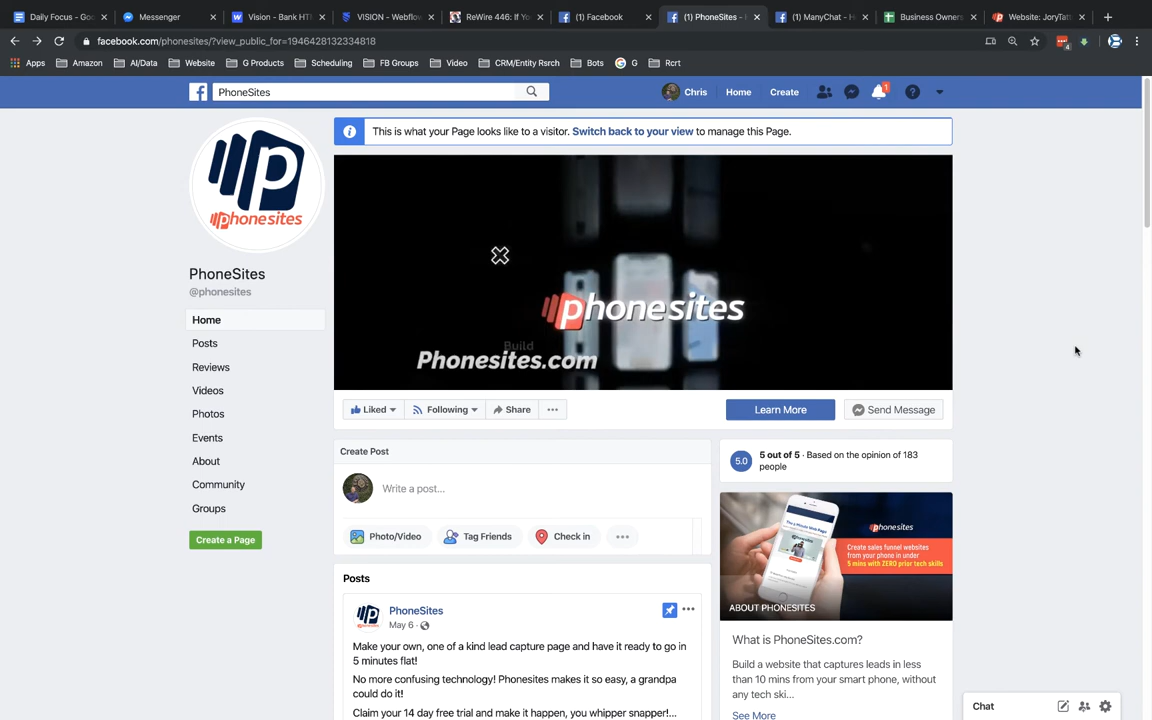 Daily Focus - Goo
Messenger
Vision - Bank HTM
VISION - Webflow
ReWire 446: If Yo
(1) Facebook
(1) PhoneSites -
(1) ManyChat - H
Business Owners
Website: JoryTat
facebook.com/phonesites/?view_public_for=1946428132334818
4
Apps
Amazon
AI/Data
Website
G Products
Scheduling
FB Groups
Video
CRM/Entity Rsrch
Bots
G
Rcrt
PhoneSites
Chris
Home
Create
1
This is what your Page looks like to a visitor. Switch back to your view to manage this Page.
phonesites
PhoneSites
@phonesites
Home
Posts
Reviews
Videos
Photos
Events
About
Community
Groups
Create a Page
phonesites
Build
Phonesites.com
Liked
Following
Share
Learn More
Send Message
Create Post
Write a post...
Photo/Video
Tag Friends
Check in
Posts
PhoneSites
May 6
Make your own, one of a kind lead capture page and have it ready to go in
5 minutes flat!
No more confusing technology! Phonesites makes it so easy, a grandpa
could do it!
Claim your 14 day free trial and make it happen, you whipper snapper!...
5.0
5 out of 5 · Based on the opinion of 183
people
phonesites
Create sales funnel websites
from your phone in under
5 mins with ZERO prior tech skills
ABOUT PHONESITES
What is PhoneSites.com?
Build a website that captures leads in less
than 10 mins from your smart phone, without
any tech ski...
See More
Chat